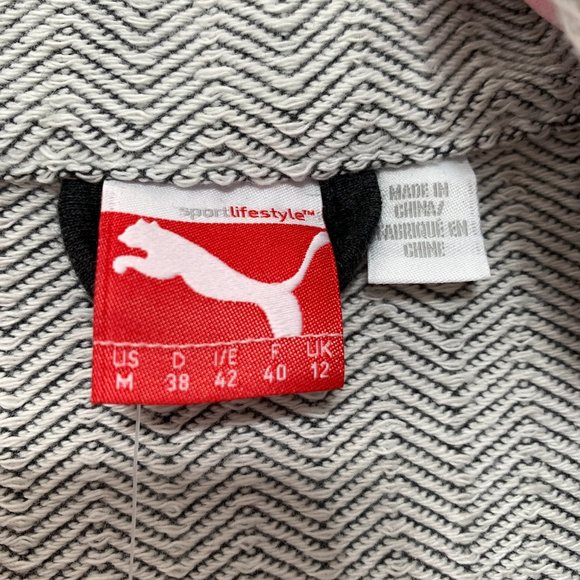 sportlifestyle™
US D I/E F UK
M 38 42 40 12
MADE IN
CHINA/
FABRIQUÉ EN
CHINE